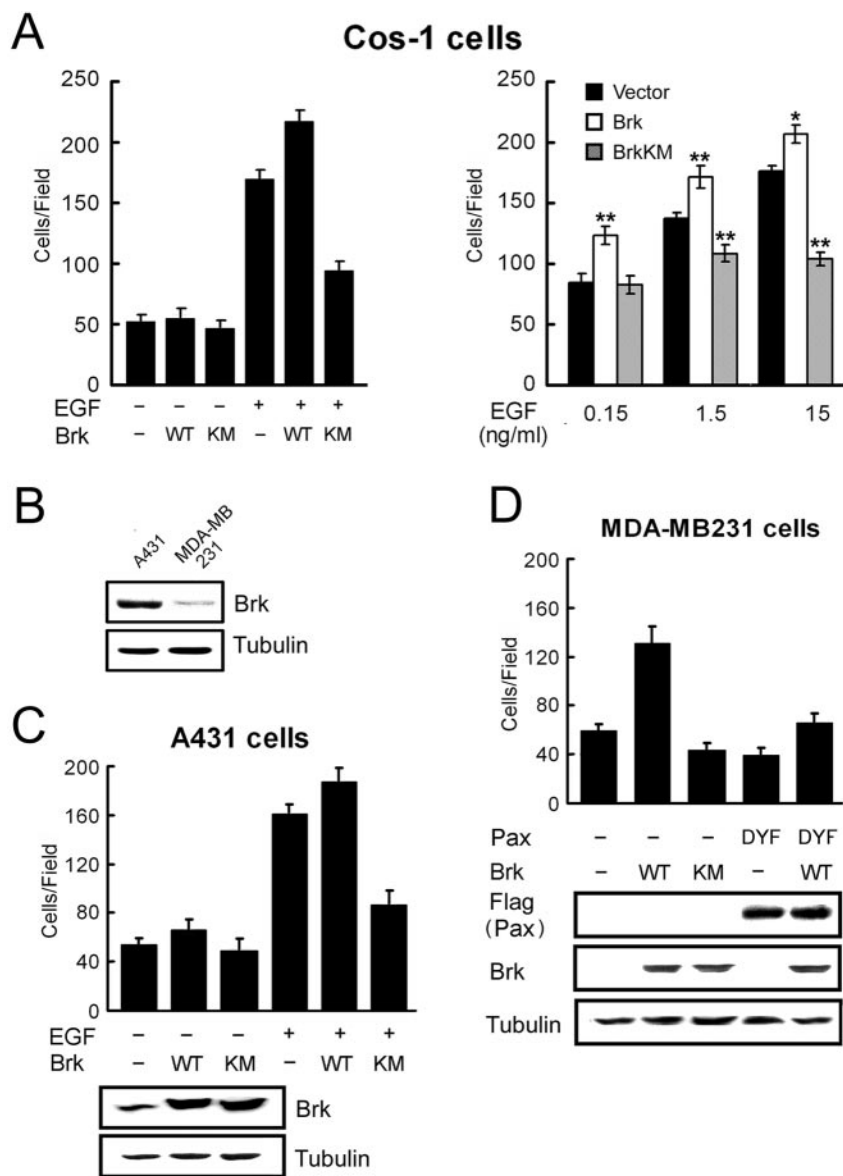 A
Cos-1 cells
Cells/Field
250
200
150
100
50
0
EGF – – – + + +
Brk – WT KM – WT KM
Cells/Field
250
200
150
100
50
0
Vector
Brk
BrkKM
** ** *
** **
EGF 0.15 1.5 15
(ng/ml)
B
A431 MDA-MB
231
Brk
Tubulin
C
A431 cells
Cells/Field
200
160
120
80
40
0
EGF – – – + + +
Brk – WT KM – WT KM
Brk
Tubulin
D
MDA-MB231 cells
Cells/Field
200
160
120
80
40
0
Pax – – – DYF DYF
Brk – WT KM – WT
Flag
(Pax)
Brk
Tubulin